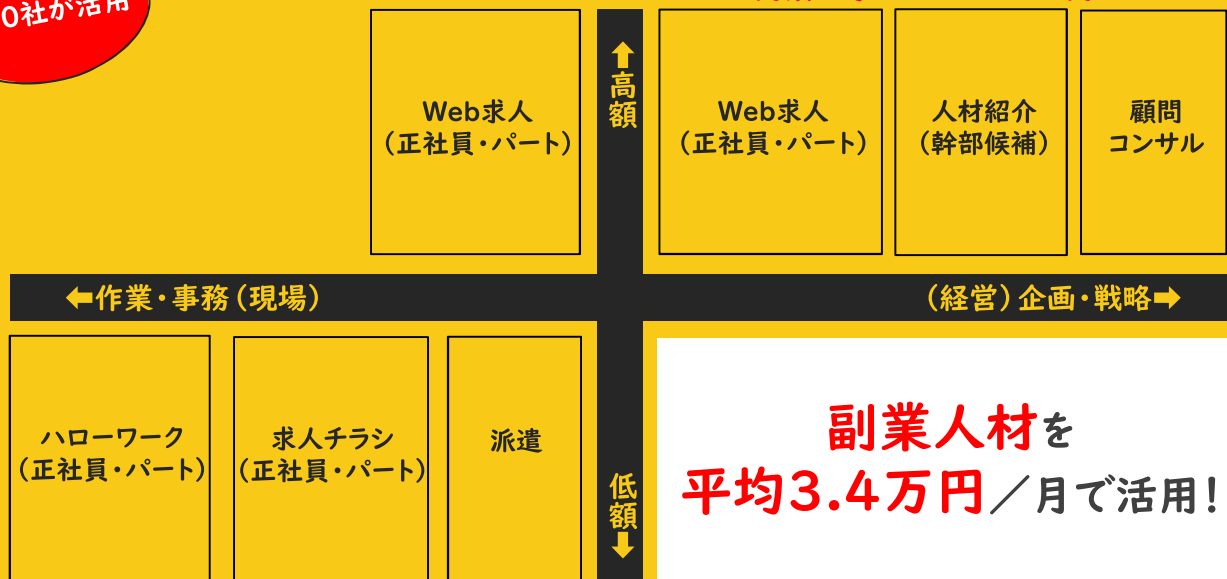 0社が活用
Web求人
（正社員・パート）
⬆高額
Web求人
（正社員・パート）
人材紹介
（幹部候補）
顧問
コンサル
⬅作業・事務（現場）
（経営）企画・戦略➡
ハローワーク
（正社員・パート）
求人チラシ
（正社員・パート）
派遣
低額⬇
副業人材を
平均3.4万円／月で活用！